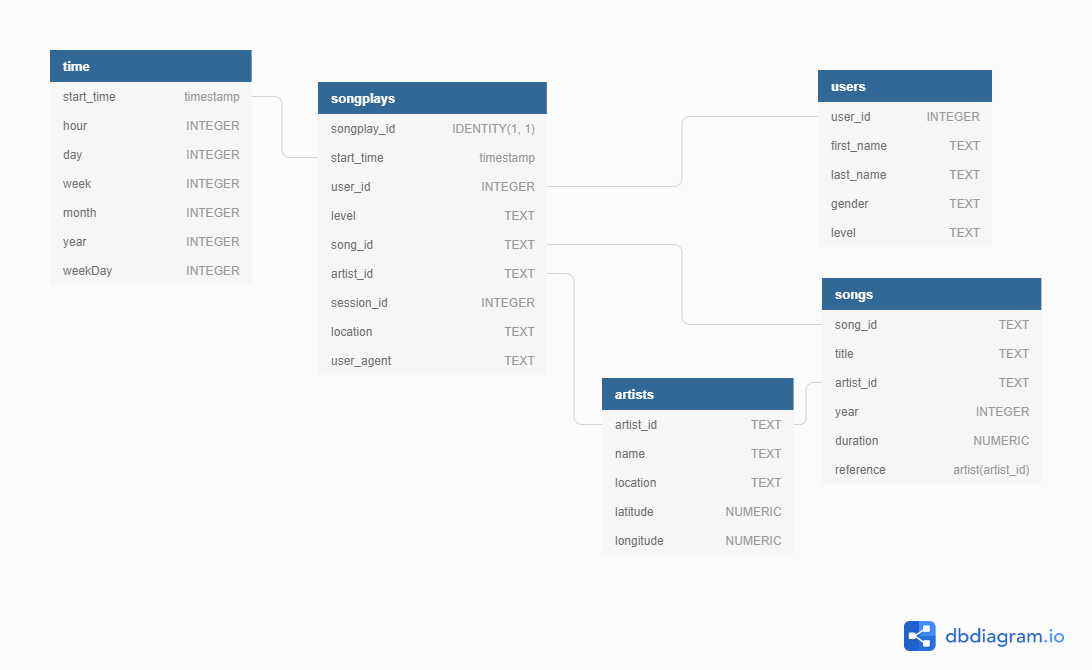 time
start_time timestamp
hour INTEGER
day INTEGER
week INTEGER
month INTEGER
year INTEGER
weekDay INTEGER
songplays
songplay_id IDENTITY(1, 1)
start_time timestamp
user_id INTEGER
level TEXT
song_id TEXT
artist_id TEXT
session_id INTEGER
location TEXT
user_agent TEXT
users
user_id INTEGER
first_name TEXT
last_name TEXT
gender TEXT
level TEXT
songs
song_id TEXT
title TEXT
artist_id TEXT
year INTEGER
duration NUMERIC
reference artist(artist_id)
artists
artist_id TEXT
name TEXT
location TEXT
latitude NUMERIC
longitude NUMERIC
dbdiagram.io